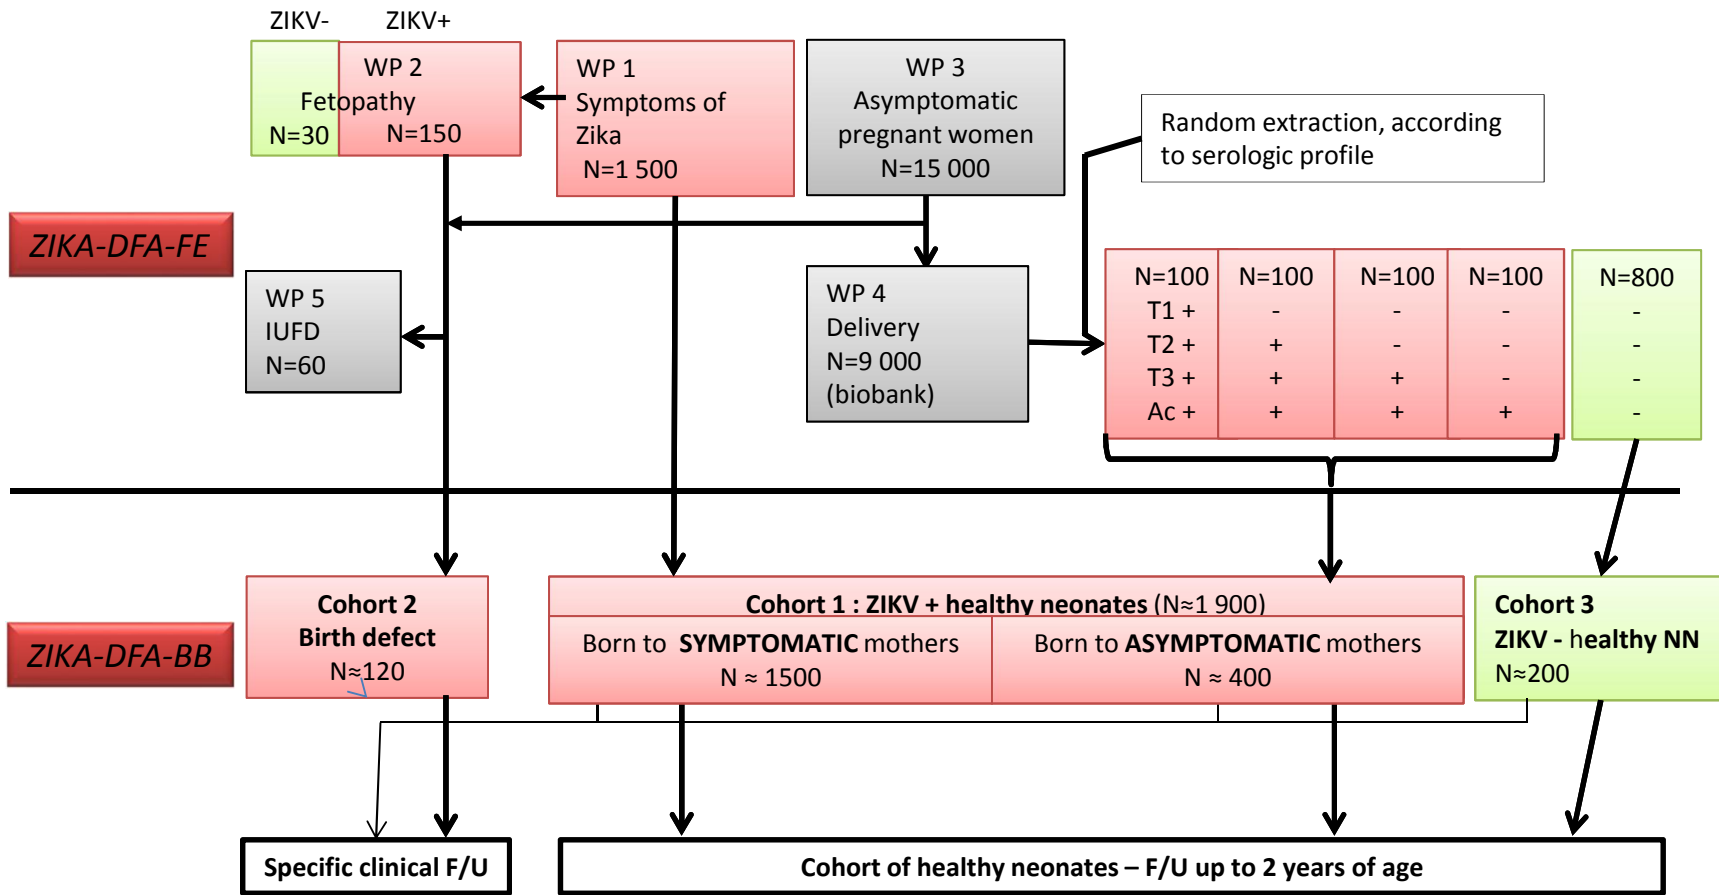 ZIKV-
ZIKV+
WP 2
Fetopathy
N=30
N=150
WP 1
Symptoms of
Zika
N=1 500
WP 3
Asymptomatic
pregnant women
N=15 000
Random extraction, according
to serologic profile
ZIKA-DFA-FE
WP 5
IUFD
N=60
WP 4
Delivery
N=9 000
(biobank)
N=100 N=100 N=100 N=100 N=800
T1 + - - - -
T2 + + - - -
T3 + + + - -
Ac + + + + -
ZIKA-DFA-BB
Cohort 2
Birth defect
N≈120
Cohort 1 : ZIKV + healthy neonates (N≈1 900)
Born to SYMPTOMATIC mothers
N ≈ 1500
Born to ASYMPTOMATIC mothers
N ≈ 400
Cohort 3
ZIKV - healthy NN
N≈200
Specific clinical F/U
Cohort of healthy neonates – F/U up to 2 years of age